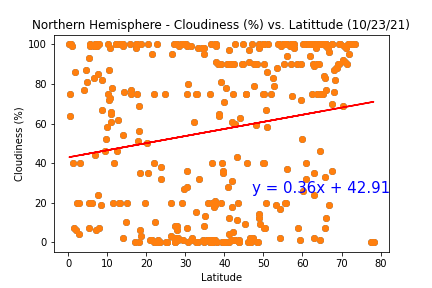 Northern Hemisphere - Cloudiness (%) vs. Latittude (10/23/21)
Cloudiness (%)
100
80
60
40
20
0
y = 0.36x + 42.91
0 10 20 30 40 50 60 70 80
Latitude